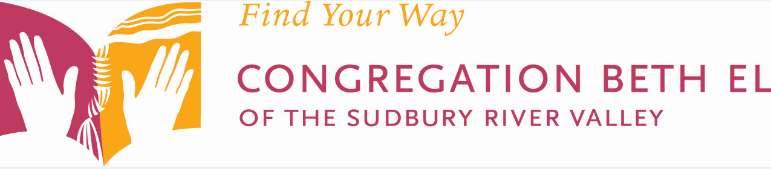 Find Your Way
CONGREGATION BETH EL
OF THE SUDBURY RIVER VALLEY